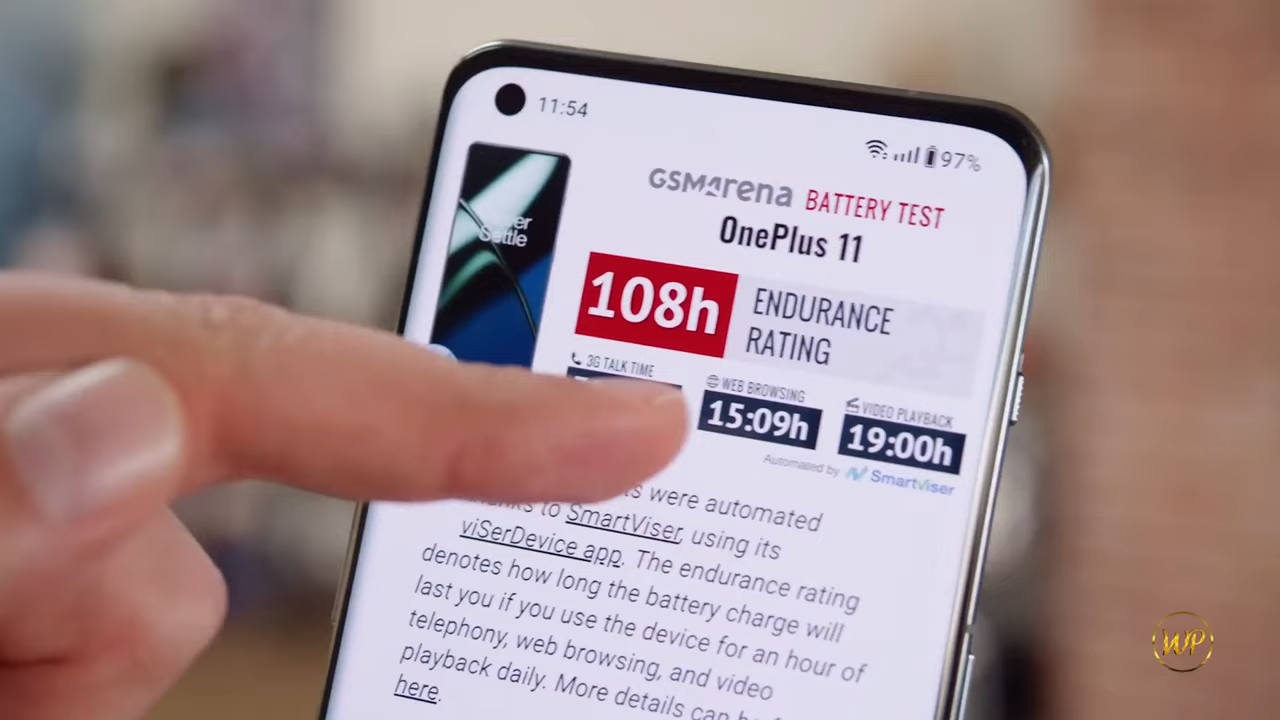 11:54
97%
GSMArena BATTERY TEST
OnePlus 11
Settle
108h
ENDURANCE
RATING
3G TALK TIME
WEB BROWSING
VIDEO PLAYBACK
15:09h
19:00h
Automated by SmartViser
were automated
to SmartViser, using its
viSerDevice app. The endurance rating
denotes how long the battery charge will
last you if you use the device for an hour of
telephony, web browsing, and video
playback daily. More details can
here.
WP